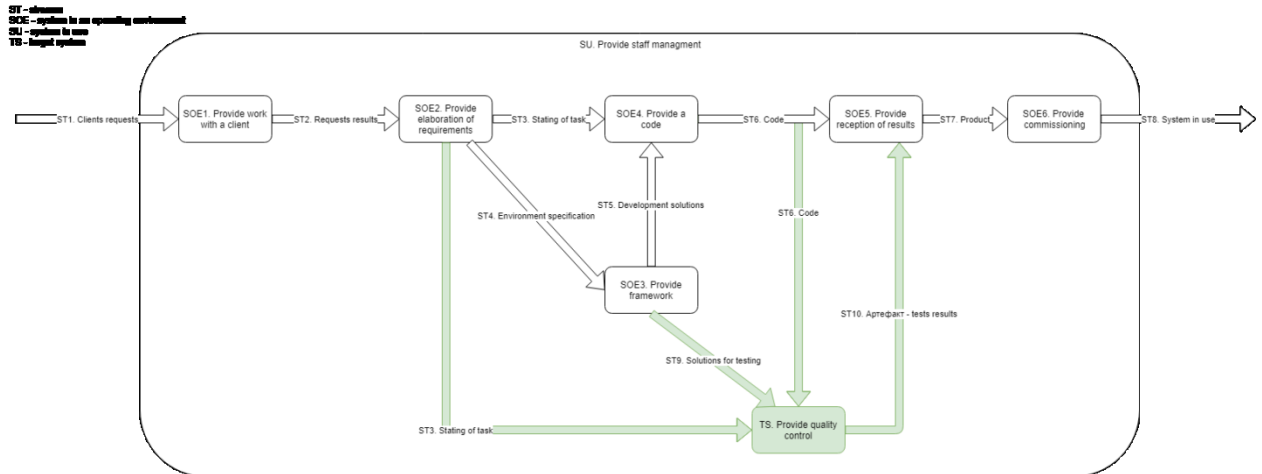 ST - streams
SOE - system in an operating environment
SU - system in use
TS - target system
SU. Provide staff managment
SOE1. Provide work
with a client
SOE2. Provide
elaboration of
requirements
SOE4. Provide a
code
SOE5. Provide
reception of results
SOE6. Provide
commissioning
ST1. Clients requests
ST2. Requests results
ST3. Stating of task
ST6. Code
ST7. Product
ST8. System in use
ST4. Environment specification
ST5. Development solutions
ST6. Code
SOE3. Provide
framework
ST10. Артефакт - tests results
ST9. Solutions for testing
ST3. Stating of task
TS. Provide quality
control